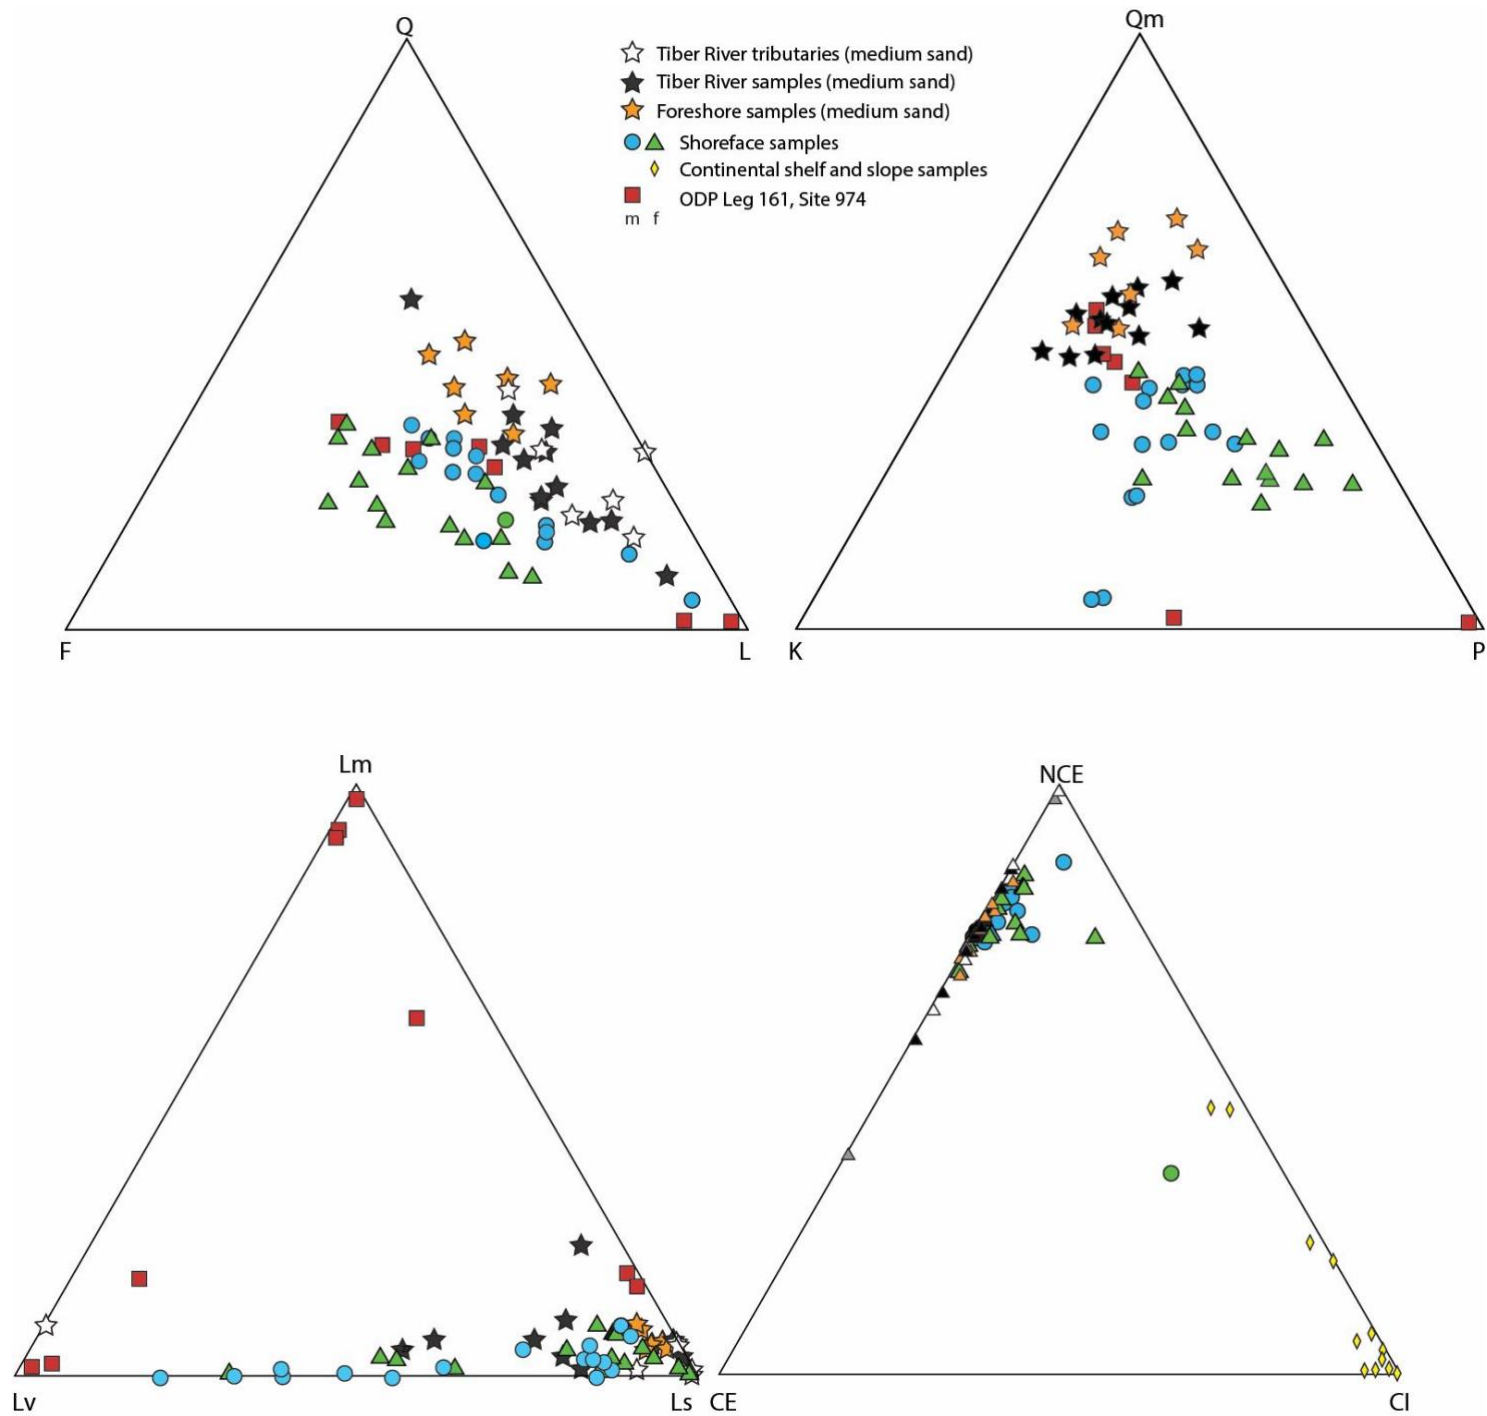 Q
Qm
Tiber River tributaries (medium sand)
Tiber River samples (medium sand)
Foreshore samples (medium sand)
Shoreface samples
Continental shelf and slope samples
ODP Leg 161, Site 974
m f
F
L
K
P
Lm
NCE
Lv
Ls
CE
CI